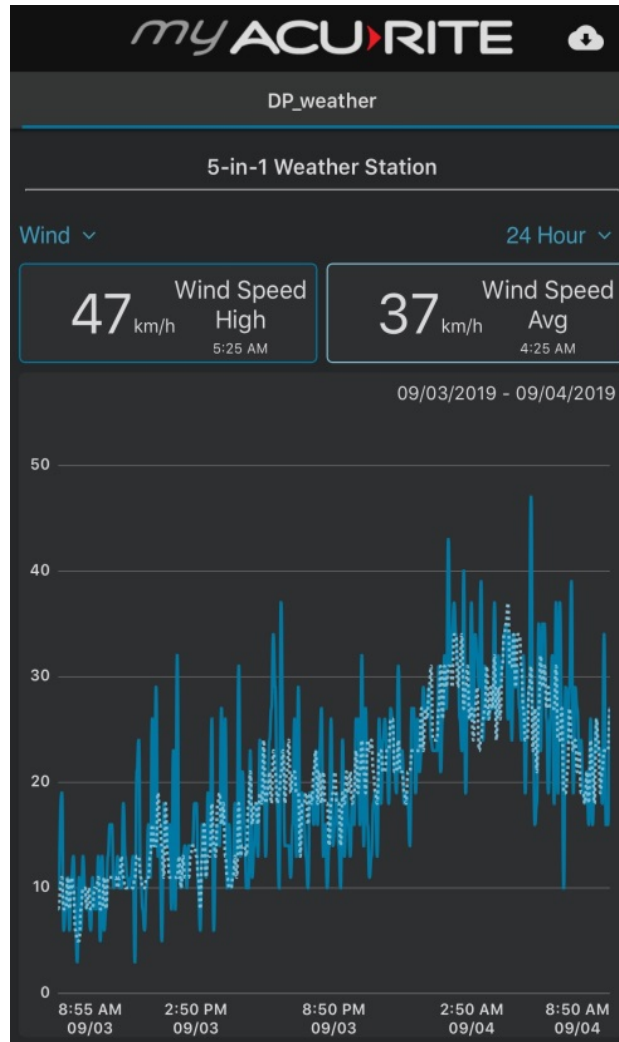 my ACU›RITE
DP_weather
5-in-1 Weather Station
Wind
24 Hour
47 km/h Wind Speed High
5:25 AM
37 km/h Wind Speed Avg
4:25 AM
09/03/2019 - 09/04/2019
50
40
30
20
10
0
8:55 AM 2:50 PM 8:50 PM 2:50 AM 8:50 AM
09/03 09/03 09/03 09/04 09/04